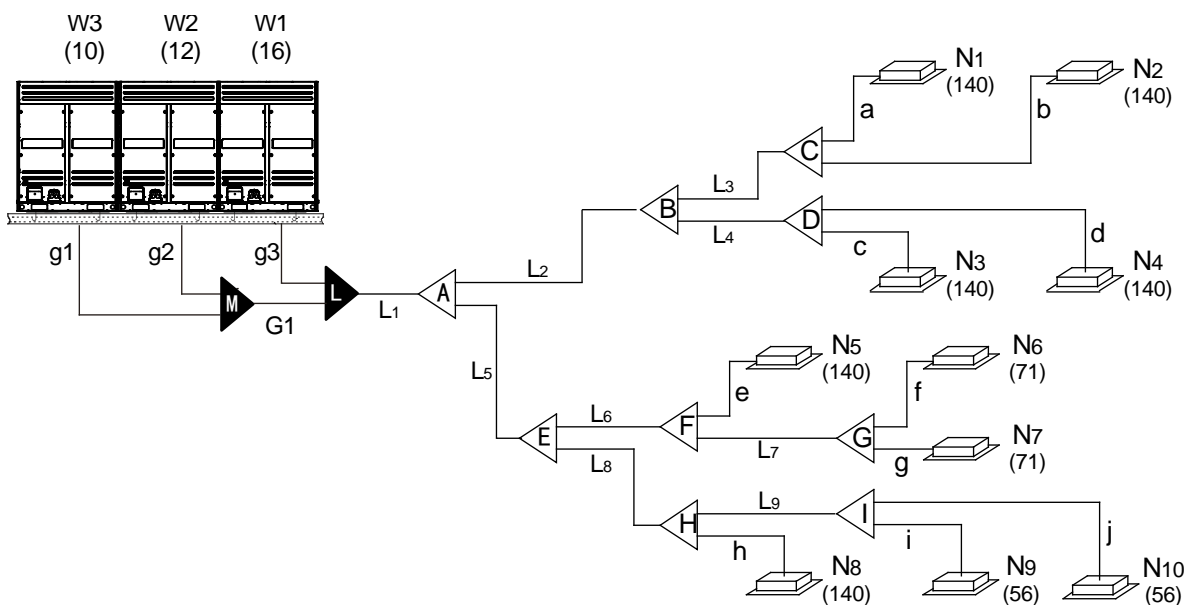 W3 W2 W1
(10) (12) (16)
N1
(140)
N2
(140)
a
b
C
L3
B
L4
D
c
d
N3
(140)
N4
(140)
g1 g2 g3
M
L
G1
L1
A
L2
L5
N5
(140)
N6
(71)
e
f
L6
F
E
L7
G
g
N7
(71)
L8
L9
H
I
h
i
j
N8
(140)
N9
(56)
N10
(56)